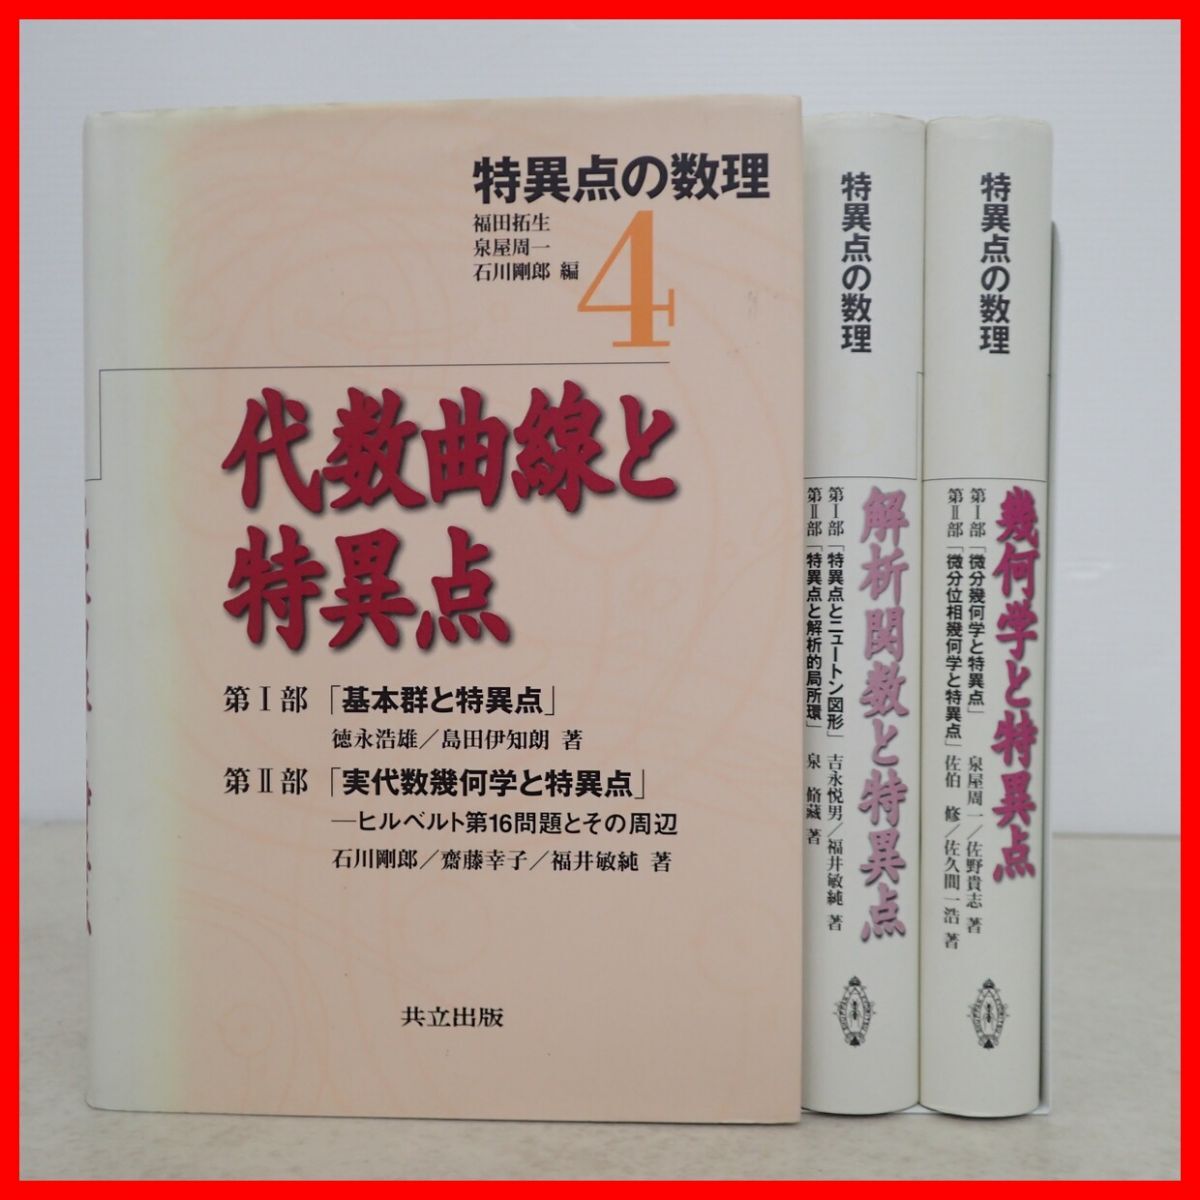 特異点の数理
福田拓生
泉屋周一
石川剛郎 編
4
代数曲線と
特異点
第Ⅰ部「基本群と特異点」
徳永浩雄／島田伊知朗 著
第Ⅱ部「実代数幾何学と特異点」
―ヒルベルト第16問題とその周辺
石川剛郎／齋藤幸子／福井敏純 著
共立出版
特異点の数理
解析関数と特異点
第Ⅰ部「特異点とニュートン図形」吉永悦男／福井敏純 著
第Ⅱ部「特異点と解析的局所環」泉 脩藏 著
特異点の数理
幾何学と特異点
第Ⅰ部「微分幾何学と特異点」泉屋周一／佐野貴志 著
第Ⅱ部「微分位相幾何学と特異点」佐伯 修／佐久間一浩 著